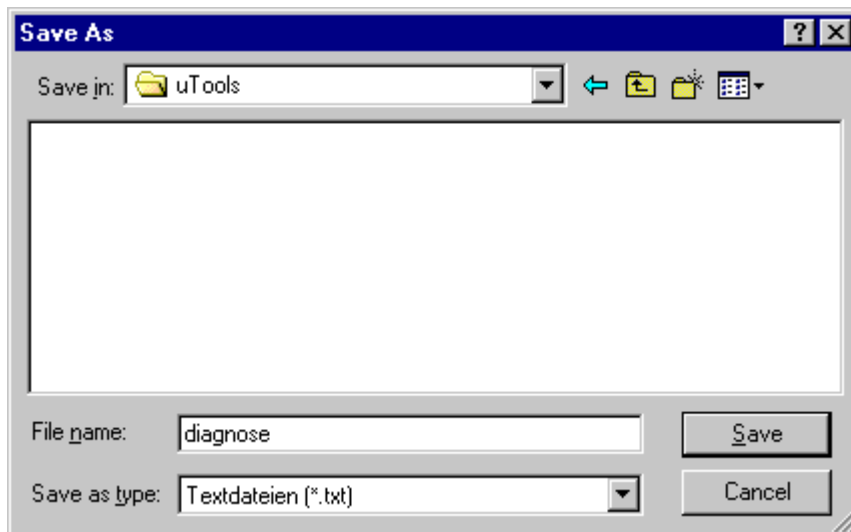 Save As
Save in: uTools
File name: diagnose Save
Save as type: Textdateien (*.txt) Cancel